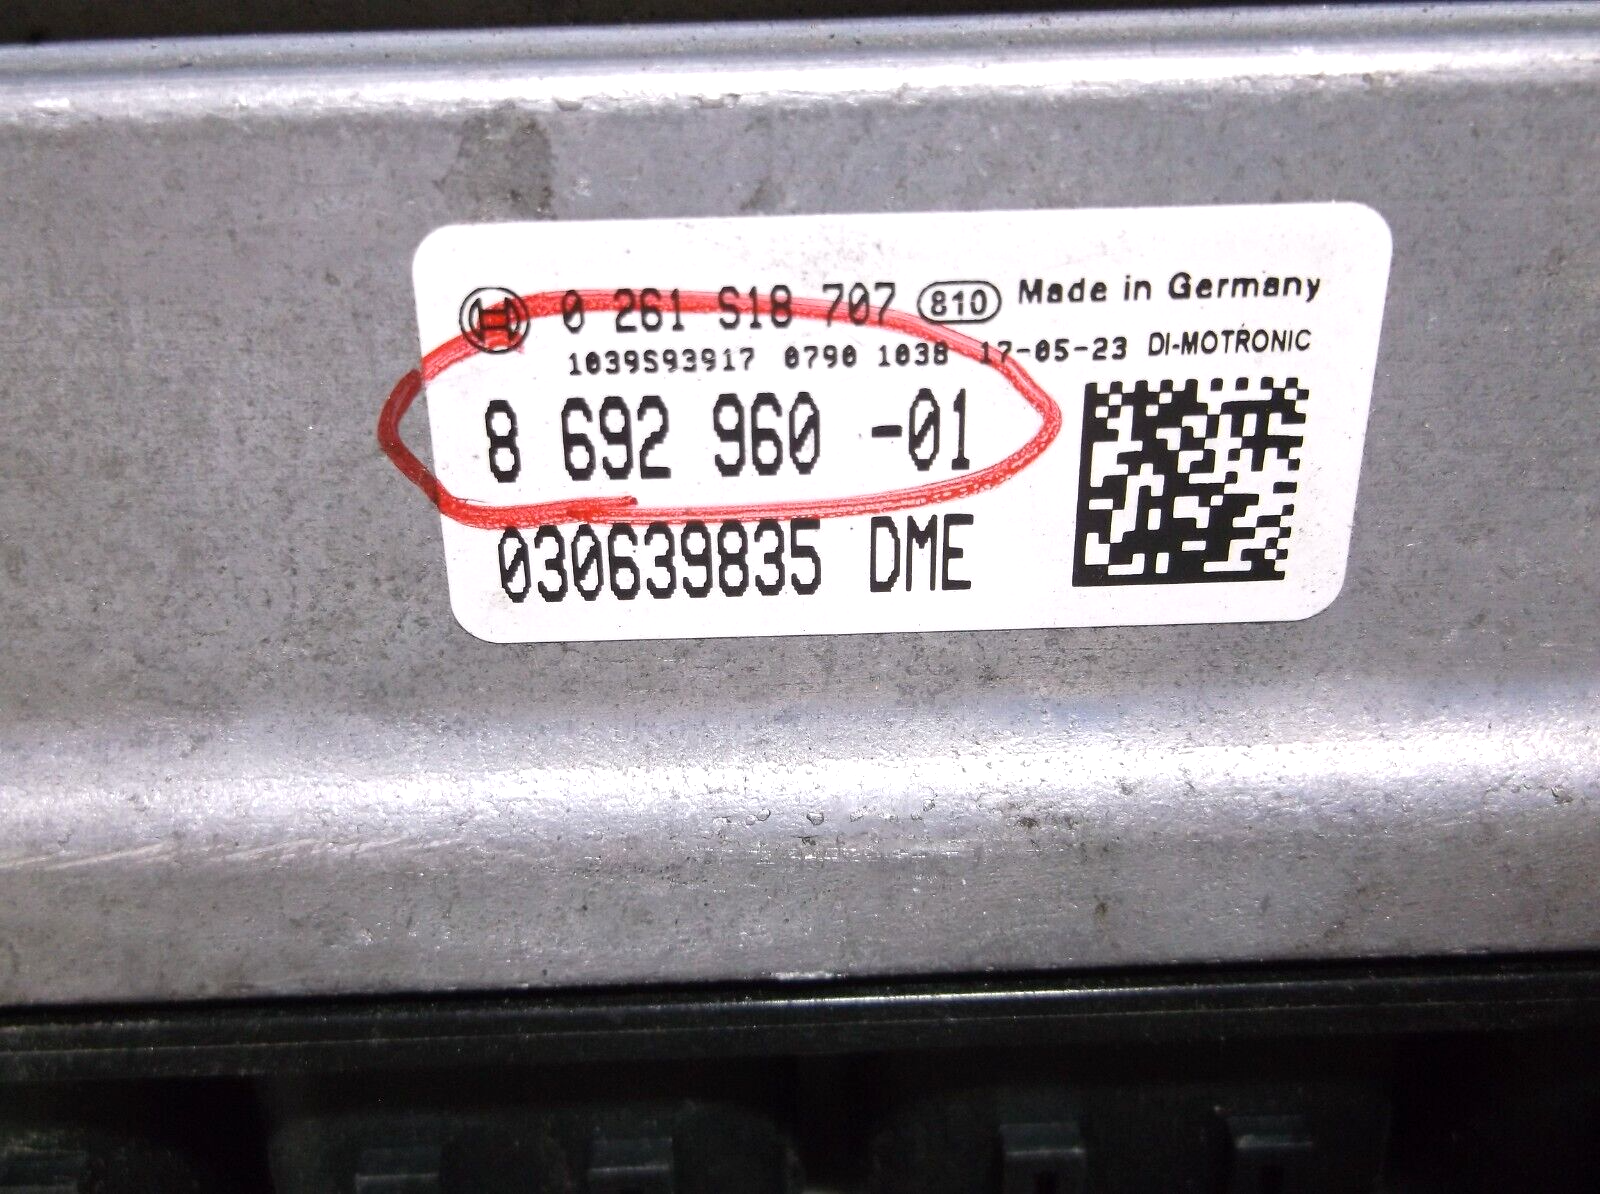 0 261 S18 707 810 Made in Germany
1039S93917 0790 1038 17-05-23 DI-MOTRONIC
8 692 960 -01
030639835 DME